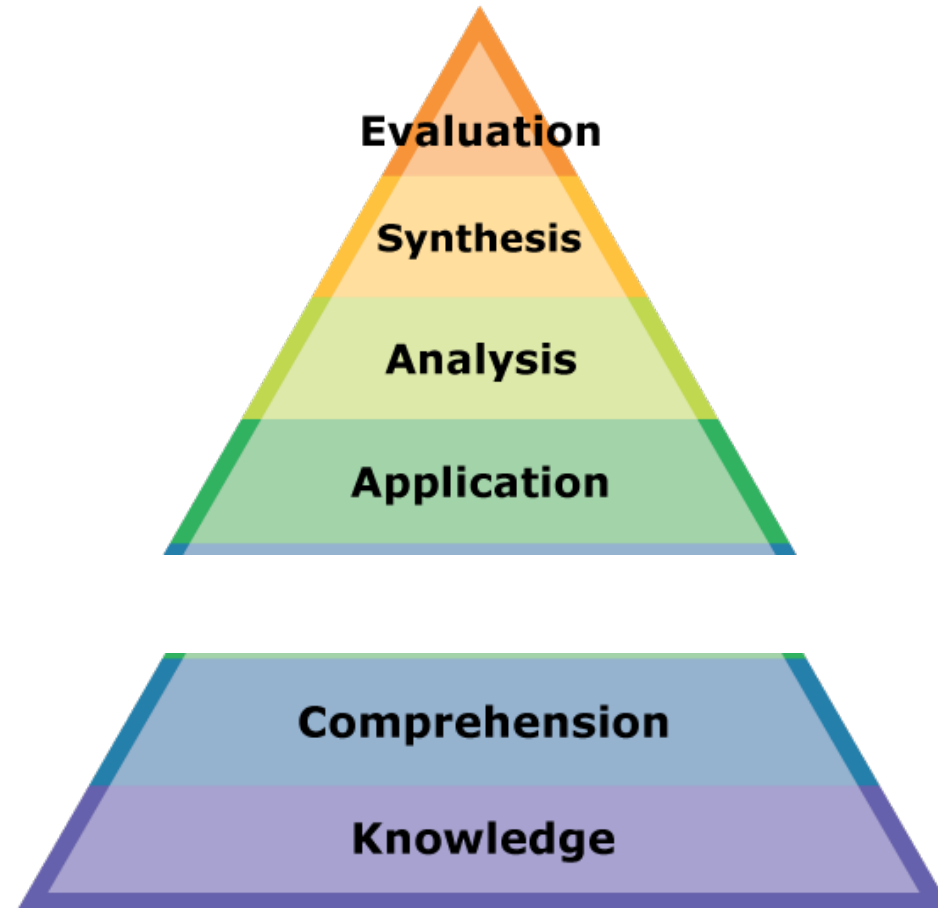 Evaluation
Synthesis
Analysis
Application
Comprehension
Knowledge